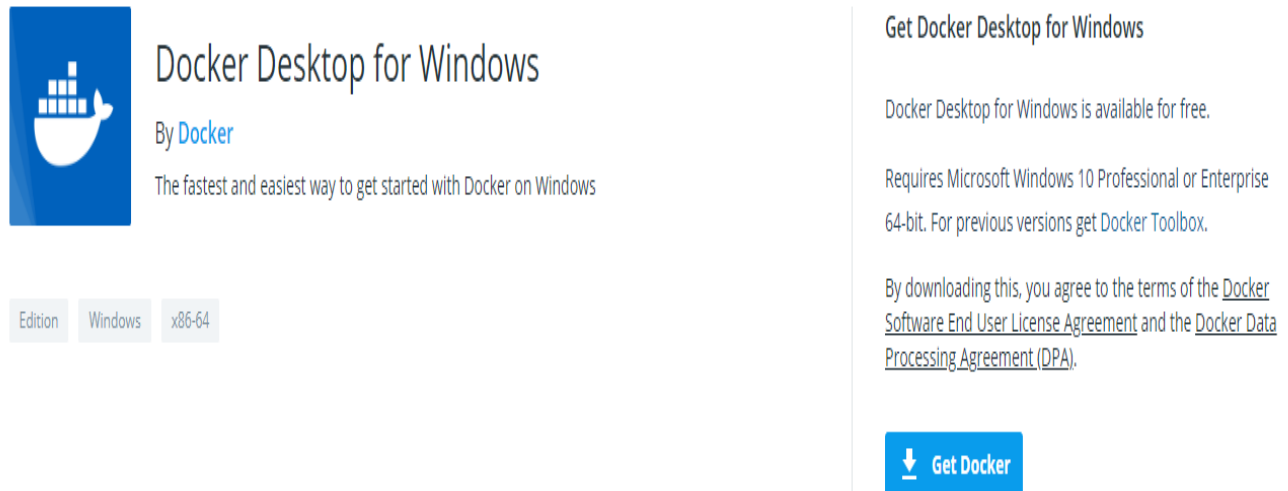 Docker Desktop for Windows
By Docker
The fastest and easiest way to get started with Docker on Windows
Edition Windows x86-64
Get Docker Desktop for Windows
Docker Desktop for Windows is available for free.
Requires Microsoft Windows 10 Professional or Enterprise
64-bit. For previous versions get Docker Toolbox.
By downloading this, you agree to the terms of the Docker
Software End User License Agreement and the Docker Data
Processing Agreement (DPA).
Get Docker